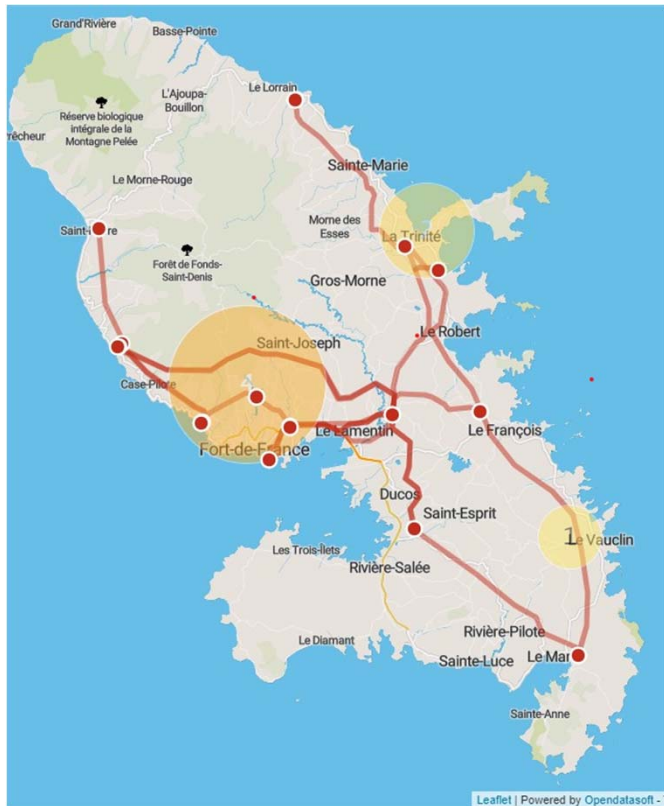 Grand'Rivière
Basse-Pointe
Le Lorrain
L'Ajoupa-
Bouillon
Réserve biologique
intégrale de la
Montagne Pelée
Sainte-Marie
Le Morne-Rouge
Morne des
Esses
La Trinité
Forêt de Fonds-
Saint-Denis
Gros-Morne
Le Robert
Saint-Joseph
Case-Pilote
Le Lamentin
Le François
Fort-de-France
Ducos
Saint-Esprit
1
Le Vauclin
Les Trois-Îlets
Rivière-Salée
Rivière-Pilote
Le Diamant
Sainte-Luce
Sainte-Anne
Leaflet | Powered by Opendatasoft -